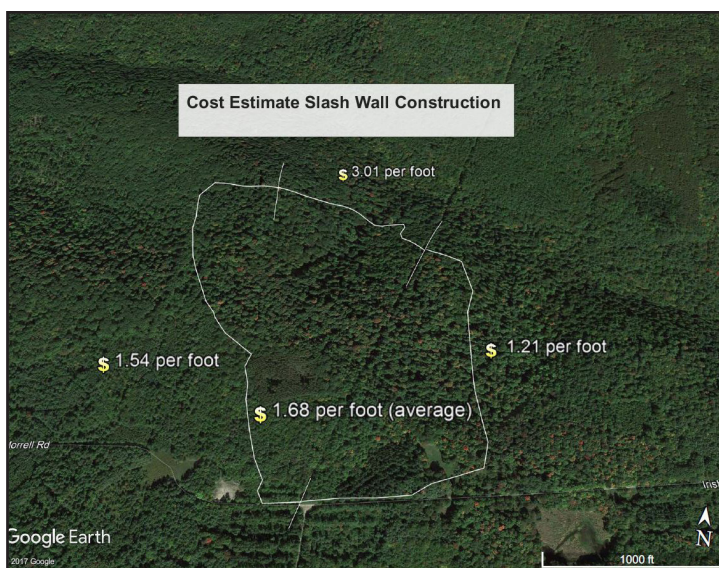 Cost Estimate Slash Wall Construction
$ 3.01 per foot
$ 1.54 per foot
$ 1.21 per foot
$ 1.68 per foot (average)
Rd
Google Earth
2017 Google
N
1000 ft